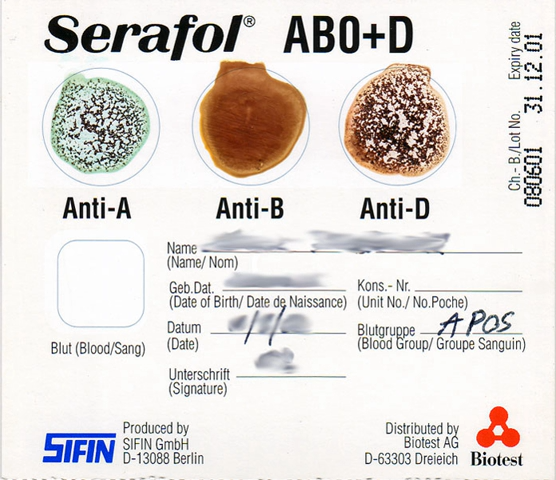 Serafol® ABO+D
Anti-A Anti-B Anti-D
Ch.- B./Lot No. Expiry date
080601 31.12.01
Name
(Name/ Nom)
Geb.Dat.
(Date of Birth/ Date de Naissance)
Kons.- Nr.
(Unit No./ No.Poche)
Datum
(Date)
Blutgruppe A POS
(Blood Group/ Groupe Sanguin)
Unterschrift
(Signature)
Blut (Blood/Sang)
SIFIN
Produced by
SIFIN GmbH
D-13088 Berlin
Distributed by
Biotest AG
D-63303 Dreieich
Biotest